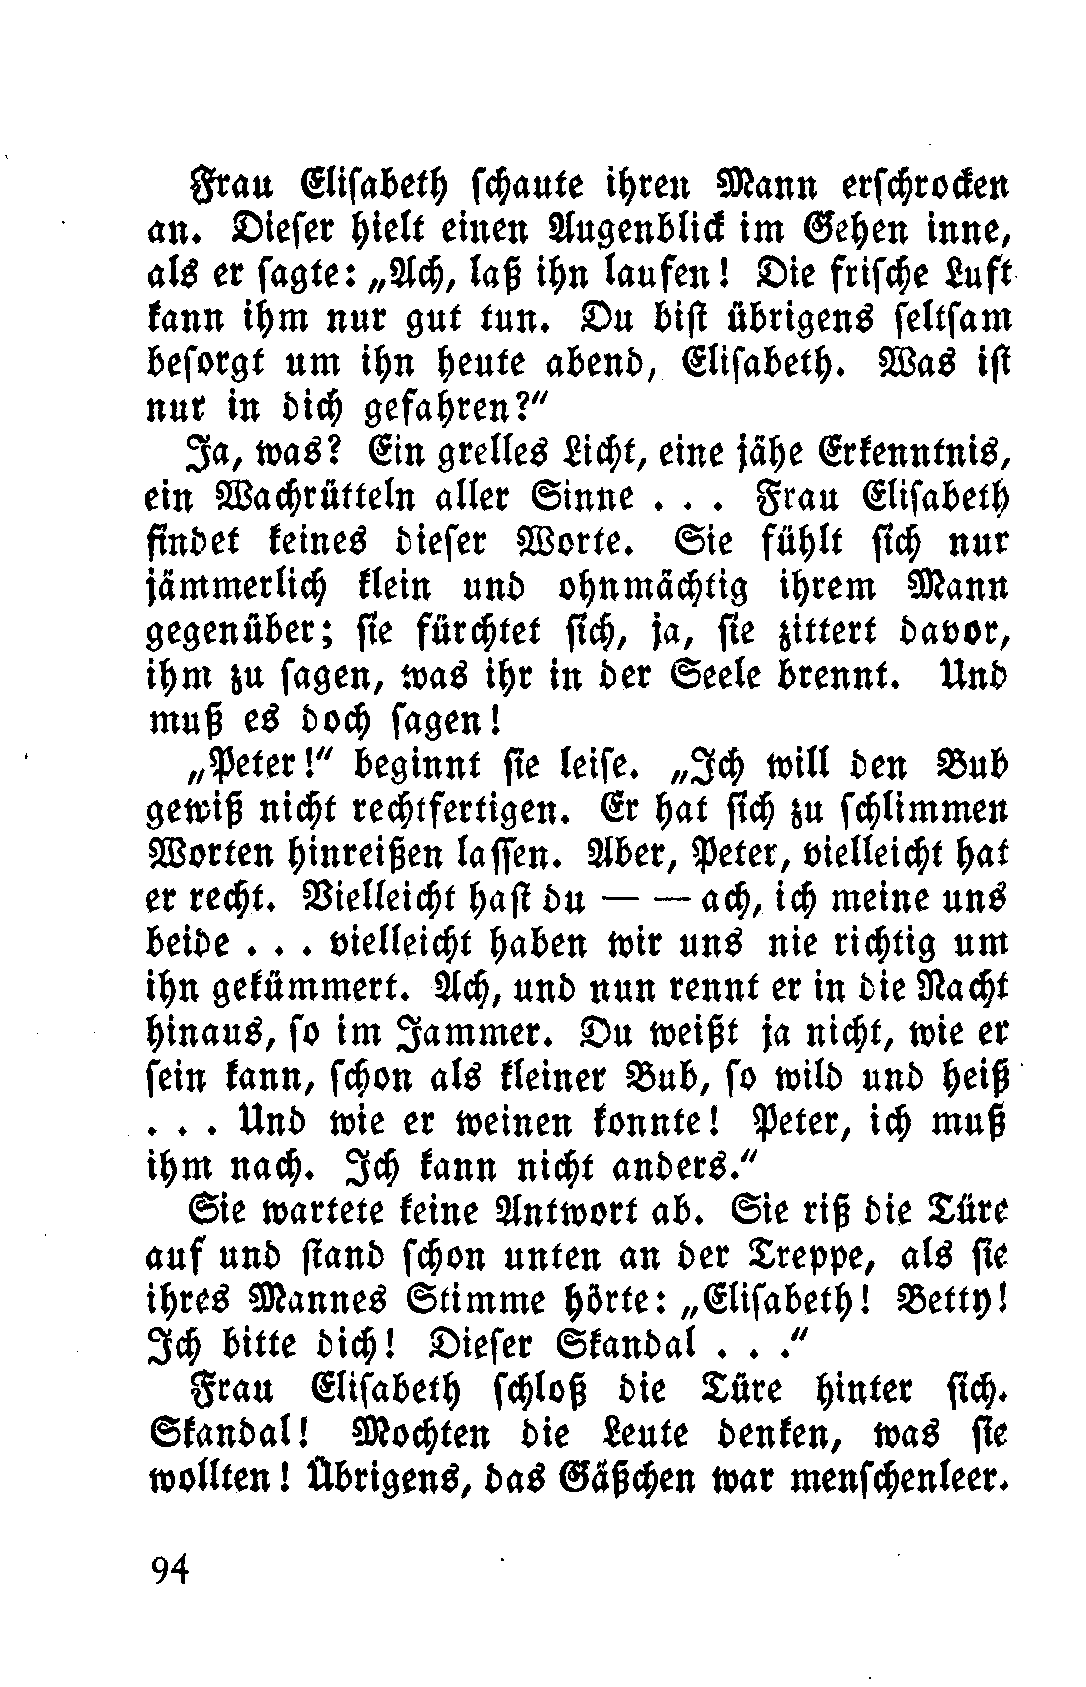 Frau Elisabeth schaute ihren Mann erschrocken
an. Dieser hielt einen Augenblick im Gehen inne,
als er sagte: „Ach, laß ihn laufen! Die frische Luft
kann ihm nur gut tun. Du bist übrigens seltsam
besorgt um ihn heute abend, Elisabeth. Was ist
nur in dich gefahren?"
Ja, was? Ein grelles Licht, eine jähe Erkenntnis,
ein Wachrütteln aller Sinne . . . Frau Elisabeth
findet keines dieser Worte. Sie fühlt sich nur
jämmerlich klein und ohnmächtig ihrem Mann
gegenüber; sie fürchtet sich, ja, sie zittert davor,
ihm zu sagen, was ihr in der Seele brennt. Und
muß es doch sagen!
„Peter!" beginnt sie leise. „Ich will den Bub
gewiß nicht rechtfertigen. Er hat sich zu schlimmen
Worten hinreißen lassen. Aber, Peter, vielleicht hat
er recht. Vielleicht hast du — — ach, ich meine uns
beide . . . vielleicht haben wir uns nie richtig um
ihn gekümmert. Ach, und nun rennt er in die Nacht
hinaus, so im Jammer. Du weißt ja nicht, wie er
sein kann, schon als kleiner Bub, so wild und heiß
. . . Und wie er weinen konnte! Peter, ich muß
ihm nach. Ich kann nicht anders."
Sie wartete keine Antwort ab. Sie riß die Türe
auf und stand schon unten an der Treppe, als sie
ihres Mannes Stimme hörte: „Elisabeth! Betty!
Ich bitte dich! Dieser Skandal . . ."
Frau Elisabeth schloß die Türe hinter sich.
Skandal! Mochten die Leute denken, was sie
wollten! Übrigens, das Gäßchen war menschenleer.
94